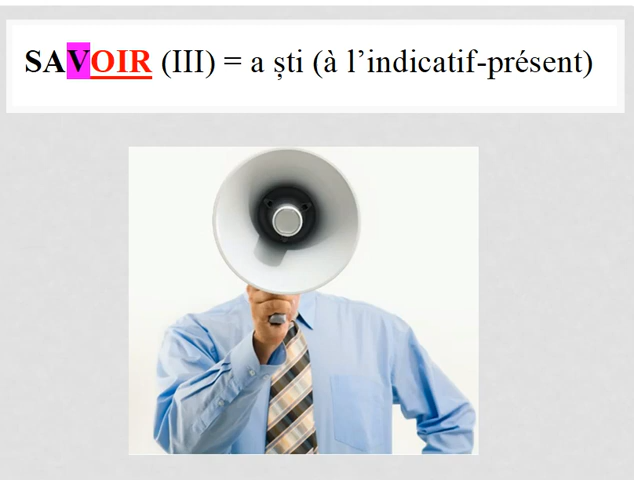 SAVOIR (III) = a ști (à l’indicatif-présent)